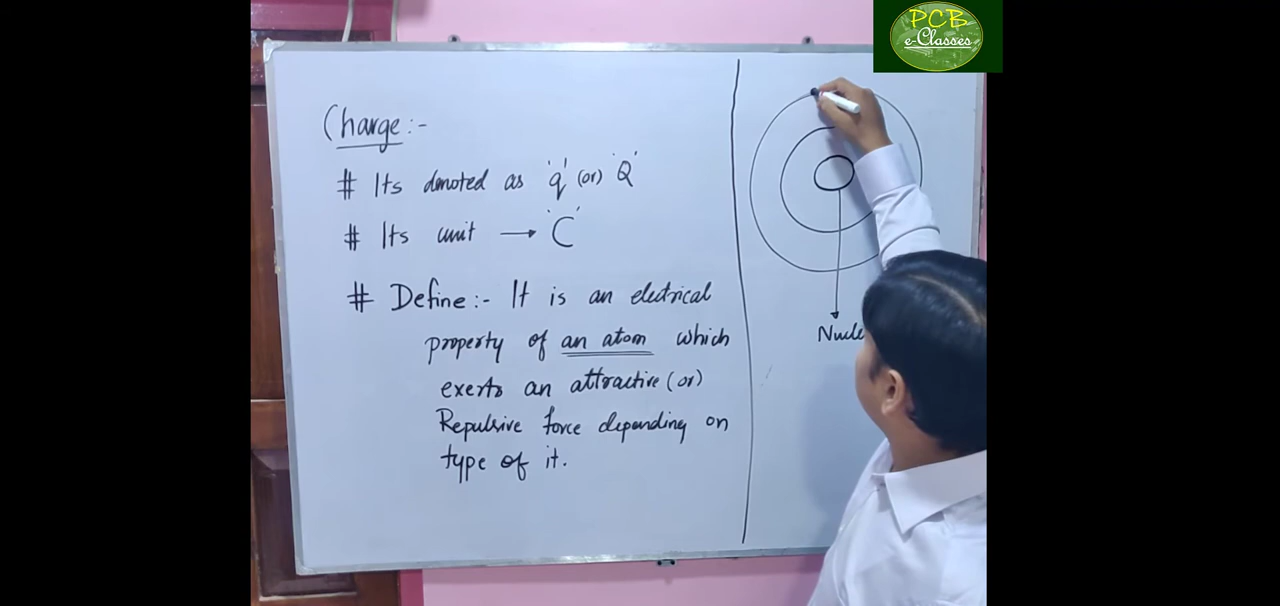 PCB
e-Classes
Charge:-
# Its denoted as 'q' (or) 'Q'
# Its unit → 'C'
# Define:- It is an electrical
property of an atom which
exerts an attractive (or)
Repulsive force depending on
type of it.
Nucle